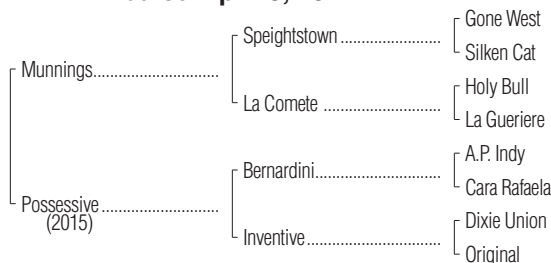 Gone West
Speightstown
Silken Cat
Munnings
Holy Bull
La Comete
La Gueriere
A.P. Indy
Bernardini
Cara Rafaela
Possessive
(2015)
Dixie Union
Inventive
Original